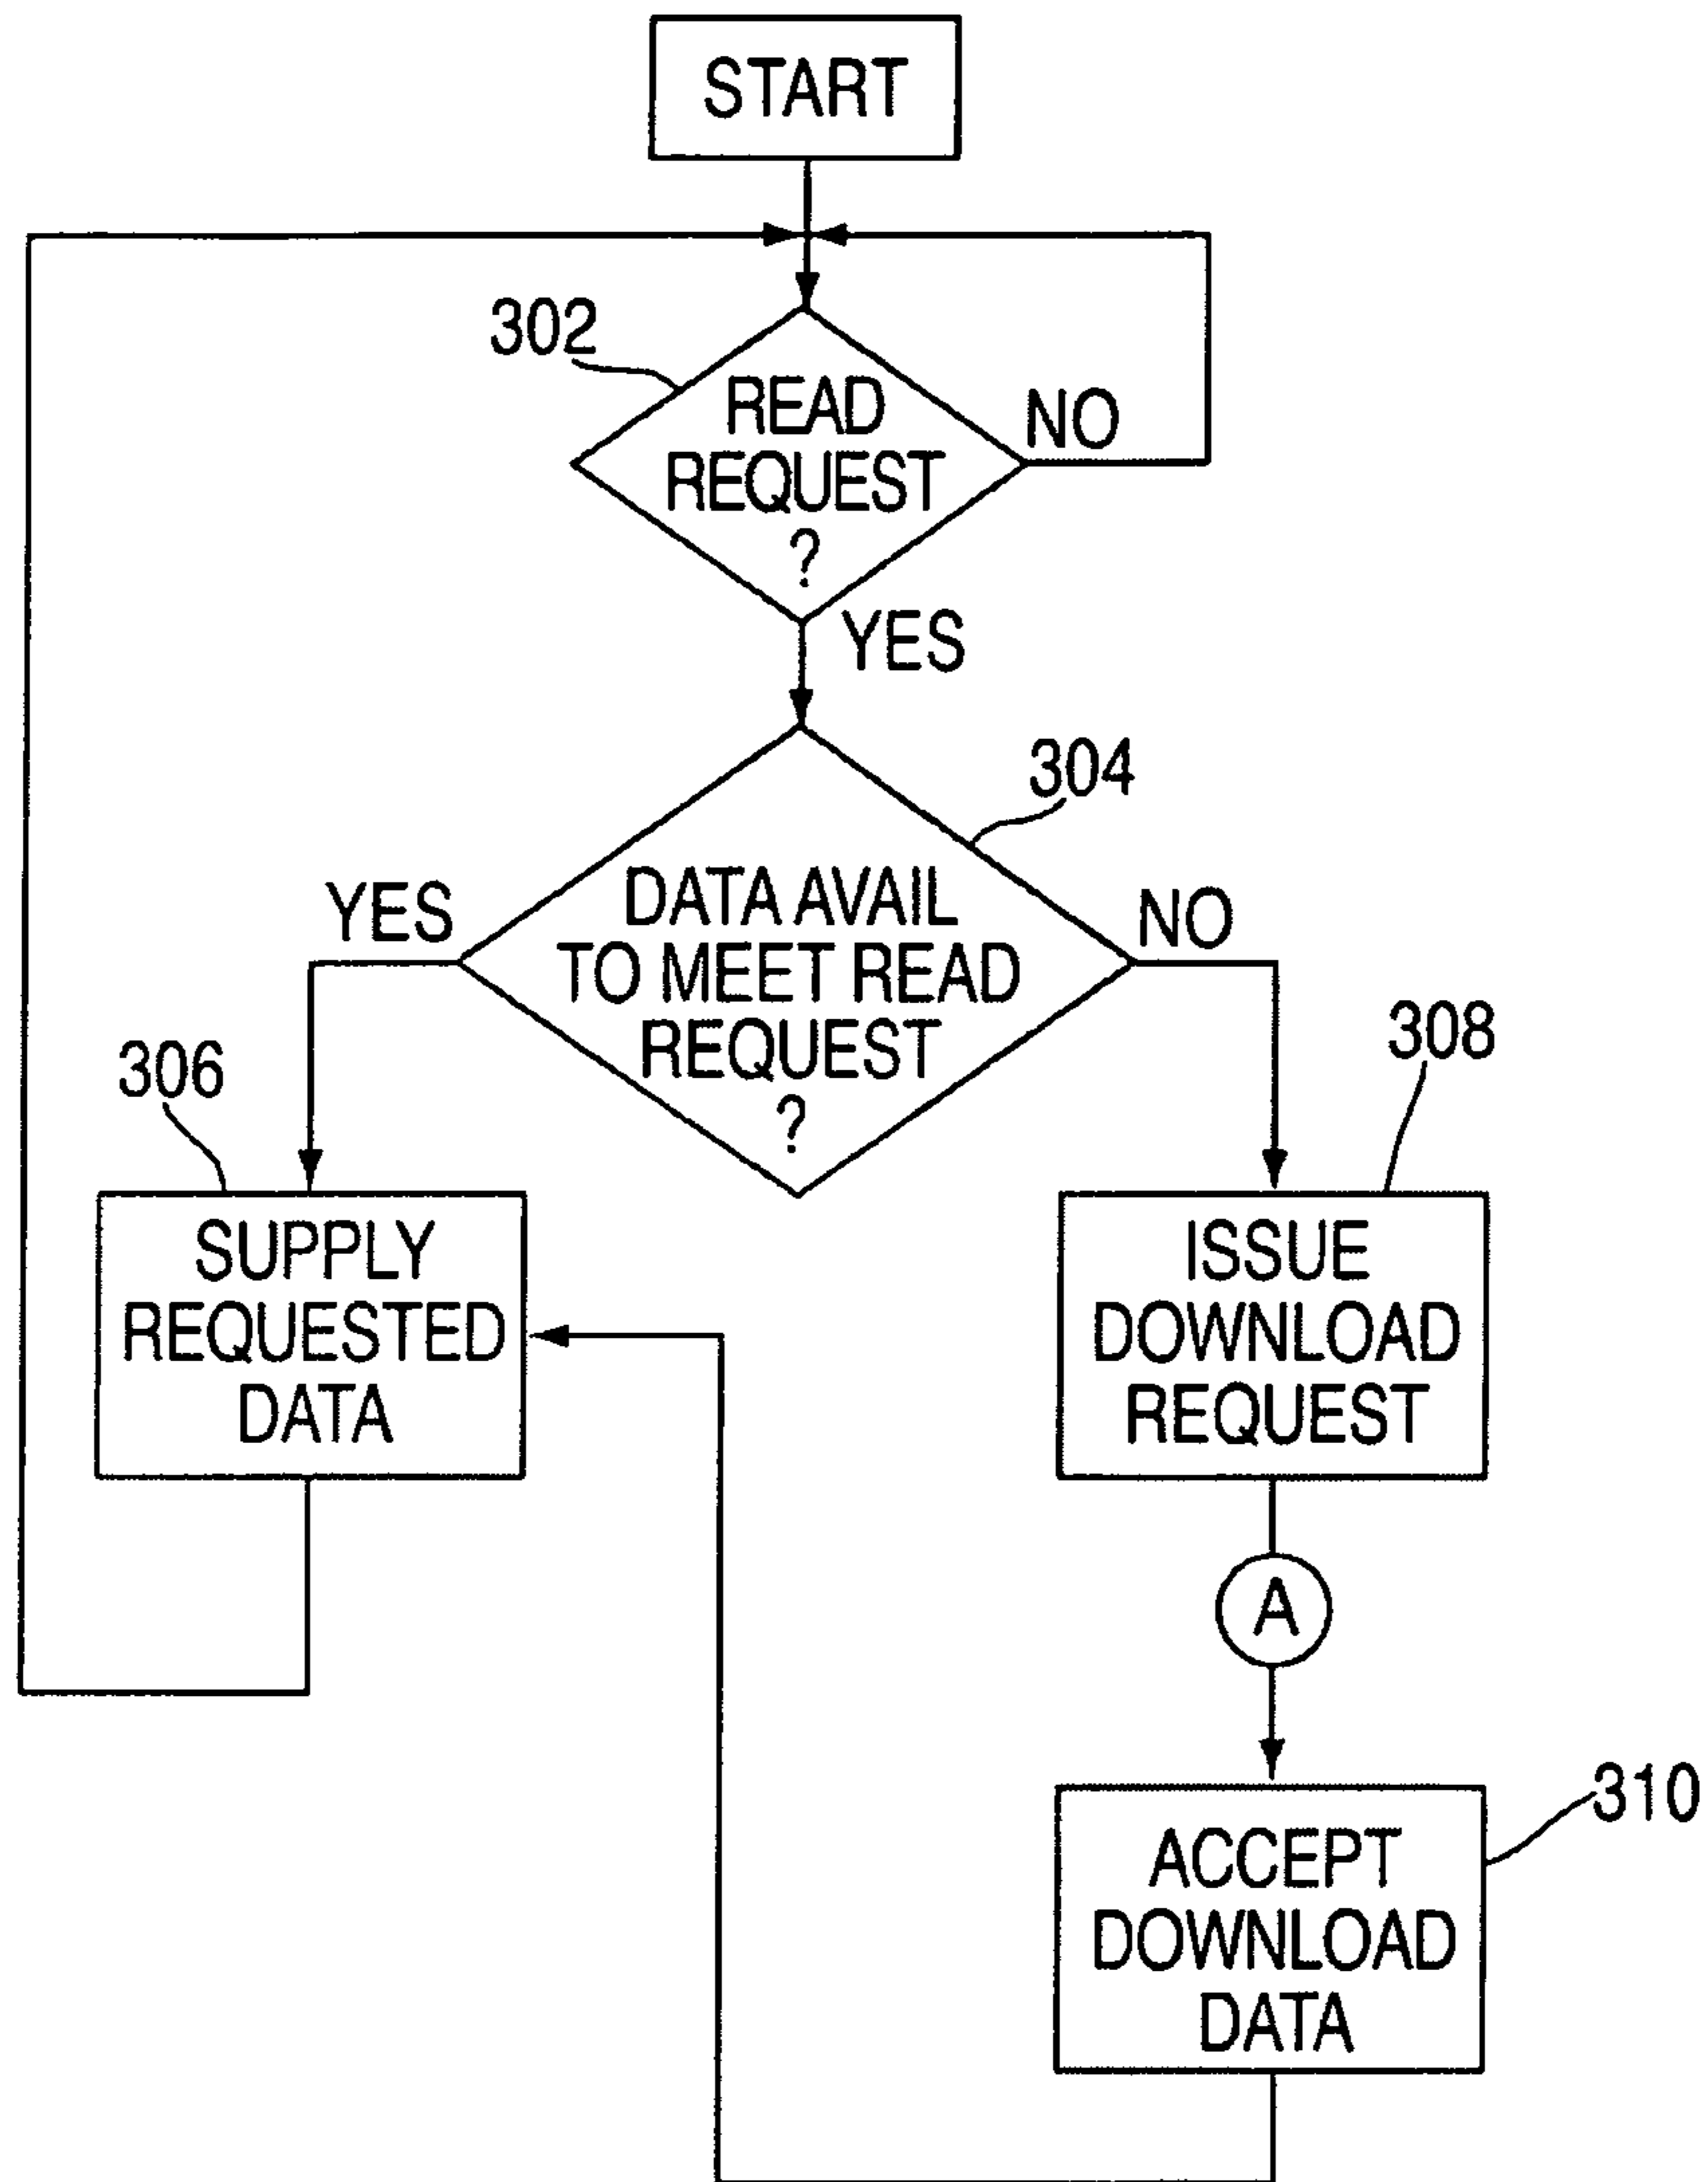 START
302
READ
REQUEST
?
NO
YES
304
DATA AVAIL
TO MEET READ
REQUEST
?
YES
NO
306
308
SUPPLY
REQUESTED
DATA
ISSUE
DOWNLOAD
REQUEST
A
310
ACCEPT
DOWNLOAD
DATA